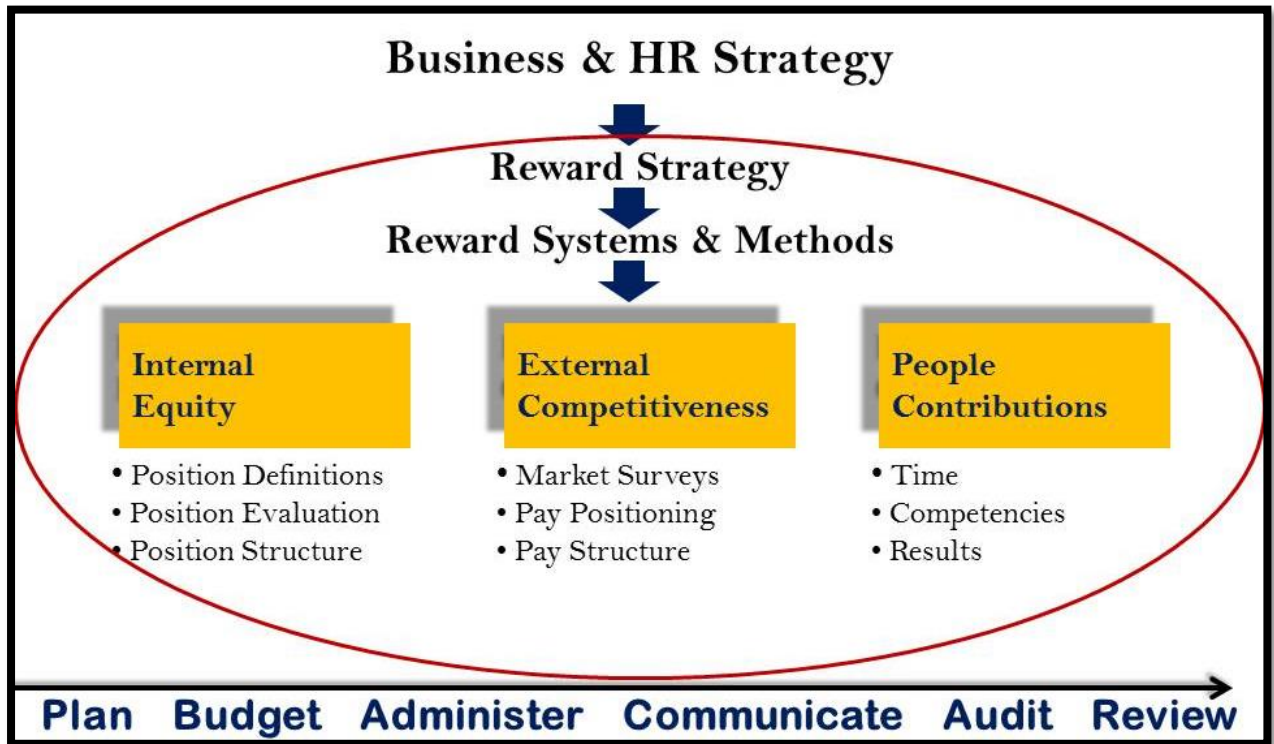 Business & HR Strategy
Reward Strategy
Reward Systems & Methods
Internal
Equity
• Position Definitions
• Position Evaluation
• Position Structure
External
Competitiveness
• Market Surveys
• Pay Positioning
• Pay Structure
People
Contributions
• Time
• Competencies
• Results
Plan Budget Administer Communicate Audit Review